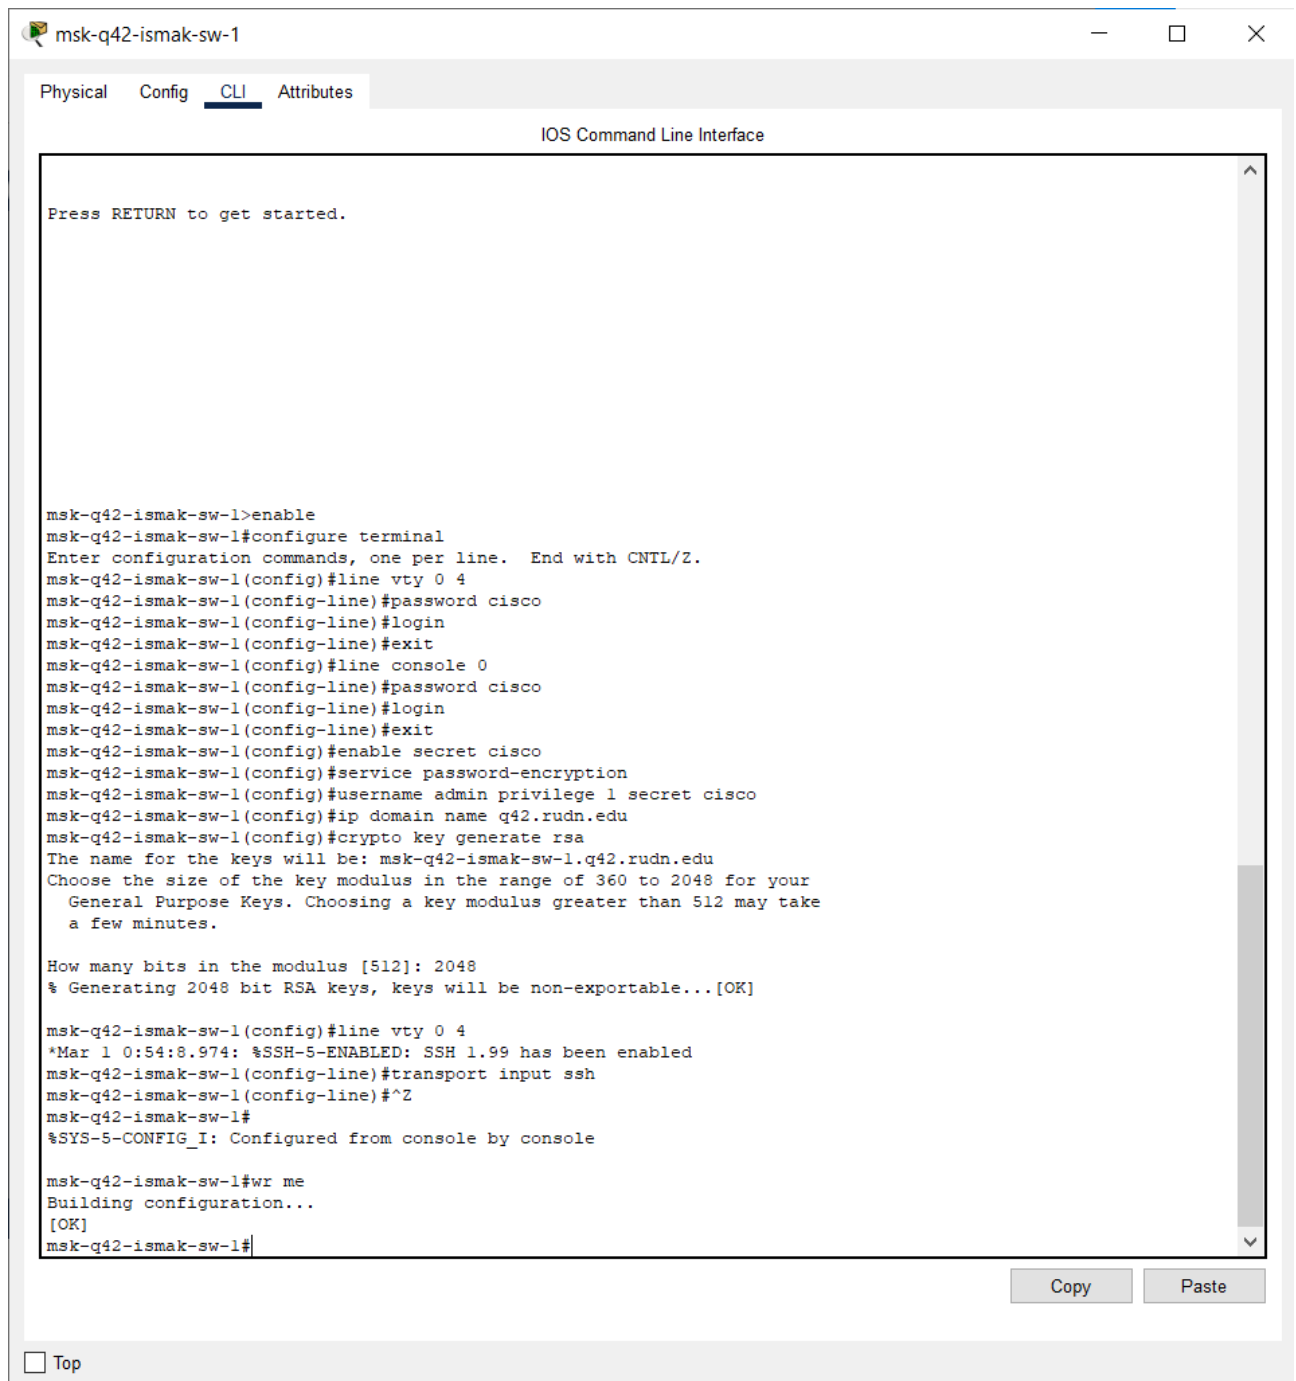 msk-q42-ismak-sw-1
Physical Config CLI Attributes
IOS Command Line Interface
Press RETURN to get started.
msk-q42-ismak-sw-1>enable
msk-q42-ismak-sw-1#configure terminal
Enter configuration commands, one per line.  End with CNTL/Z.
msk-q42-ismak-sw-1(config)#line vty 0 4
msk-q42-ismak-sw-1(config-line)#password cisco
msk-q42-ismak-sw-1(config-line)#login
msk-q42-ismak-sw-1(config-line)#exit
msk-q42-ismak-sw-1(config)#line console 0
msk-q42-ismak-sw-1(config-line)#password cisco
msk-q42-ismak-sw-1(config-line)#login
msk-q42-ismak-sw-1(config-line)#exit
msk-q42-ismak-sw-1(config)#enable secret cisco
msk-q42-ismak-sw-1(config)#service password-encryption
msk-q42-ismak-sw-1(config)#username admin privilege 1 secret cisco
msk-q42-ismak-sw-1(config)#ip domain name q42.rudn.edu
msk-q42-ismak-sw-1(config)#crypto key generate rsa
The name for the keys will be: msk-q42-ismak-sw-1.q42.rudn.edu
Choose the size of the key modulus in the range of 360 to 2048 for your
  General Purpose Keys. Choosing a key modulus greater than 512 may take
  a few minutes.
How many bits in the modulus [512]: 2048
% Generating 2048 bit RSA keys, keys will be non-exportable...[OK]
msk-q42-ismak-sw-1(config)#line vty 0 4
*Mar 1 0:54:8.974: %SSH-5-ENABLED: SSH 1.99 has been enabled
msk-q42-ismak-sw-1(config-line)#transport input ssh
msk-q42-ismak-sw-1(config-line)#^Z
msk-q42-ismak-sw-1#
%SYS-5-CONFIG_I: Configured from console by console
msk-q42-ismak-sw-1#wr me
Building configuration...
[OK]
msk-q42-ismak-sw-1#
Copy Paste
Top